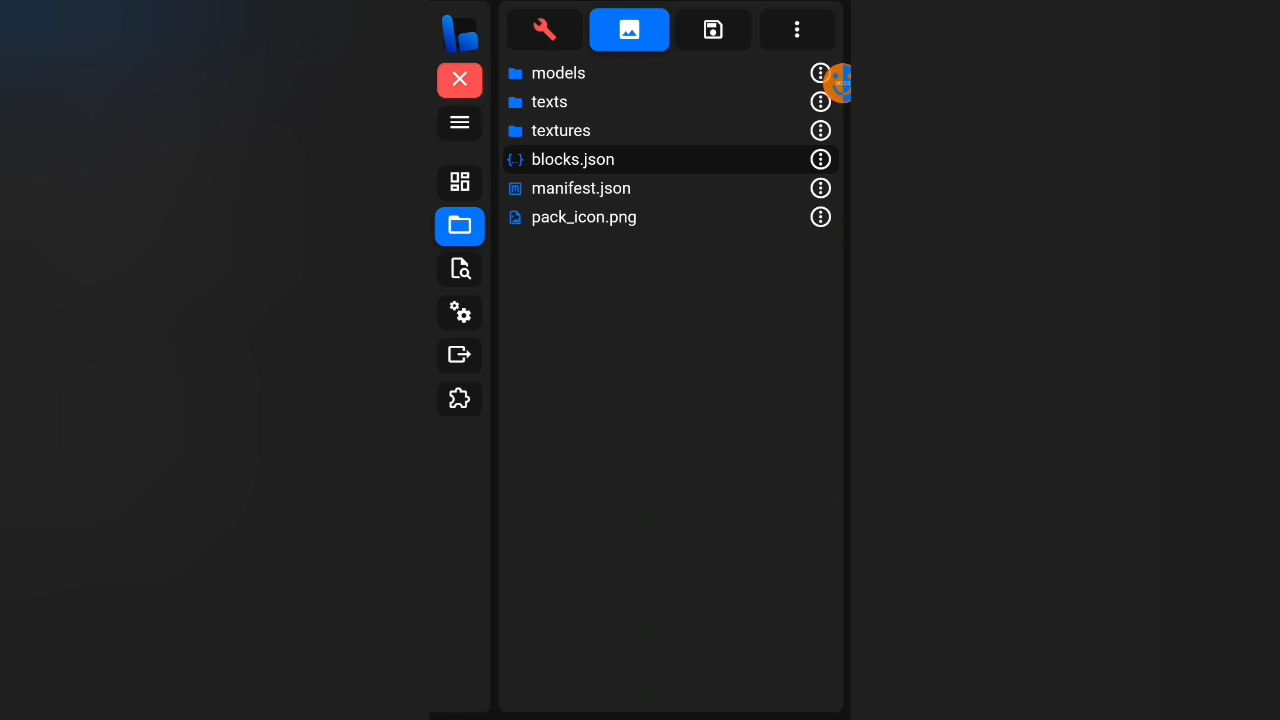 models
texts
textures
blocks.json
manifest.json
pack_icon.png